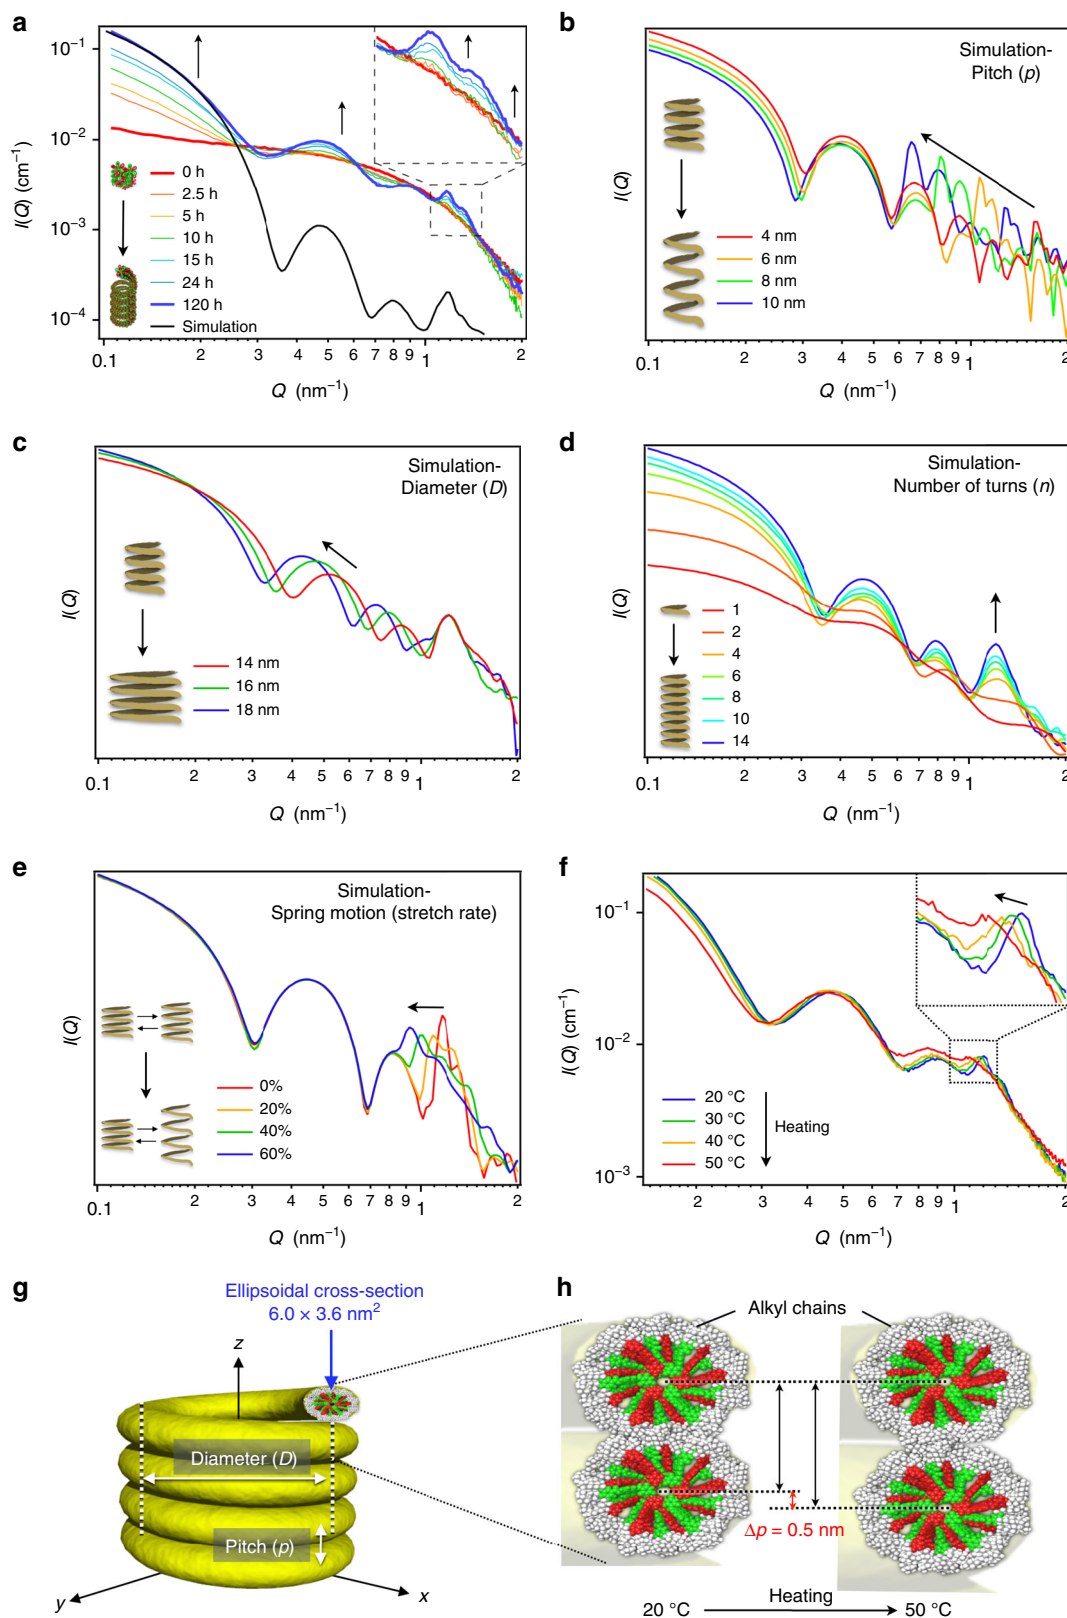 a
10⁻¹
10⁻²
10⁻³
10⁻⁴
I(Q) (cm⁻¹)
0 h
2.5 h
5 h
10 h
15 h
24 h
120 h
Simulation
0.1 2 3 4 5 6 7 8 9 1 2
Q (nm⁻¹)
b
Simulation-
Pitch (p)
I(Q)
4 nm
6 nm
8 nm
10 nm
0.1 2 3 4 5 6 7 8 9 1 2
Q (nm⁻¹)
c
Simulation-
Diameter (D)
I(Q)
14 nm
16 nm
18 nm
0.1 2 3 4 5 6 7 8 9 1 2
Q (nm⁻¹)
d
Simulation-
Number of turns (n)
I(Q)
1
2
4
6
8
10
14
0.1 2 3 4 5 6 7 8 9 1 2
Q (nm⁻¹)
e
Simulation-
Spring motion (stretch rate)
I(Q)
0%
20%
40%
60%
0.1 2 3 4 5 6 7 8 9 1 2
Q (nm⁻¹)
f
10⁻¹
10⁻²
10⁻³
I(Q) (cm⁻¹)
20 °C
30 °C
40 °C
50 °C
Heating
2 3 4 5 6 7 8 9 1 2
Q (nm⁻¹)
g
Ellipsoidal cross-section
6.0 × 3.6 nm²
z
Diameter (D)
Pitch (p)
y
x
h
Alkyl chains
Δp = 0.5 nm
Heating
20 °C
50 °C